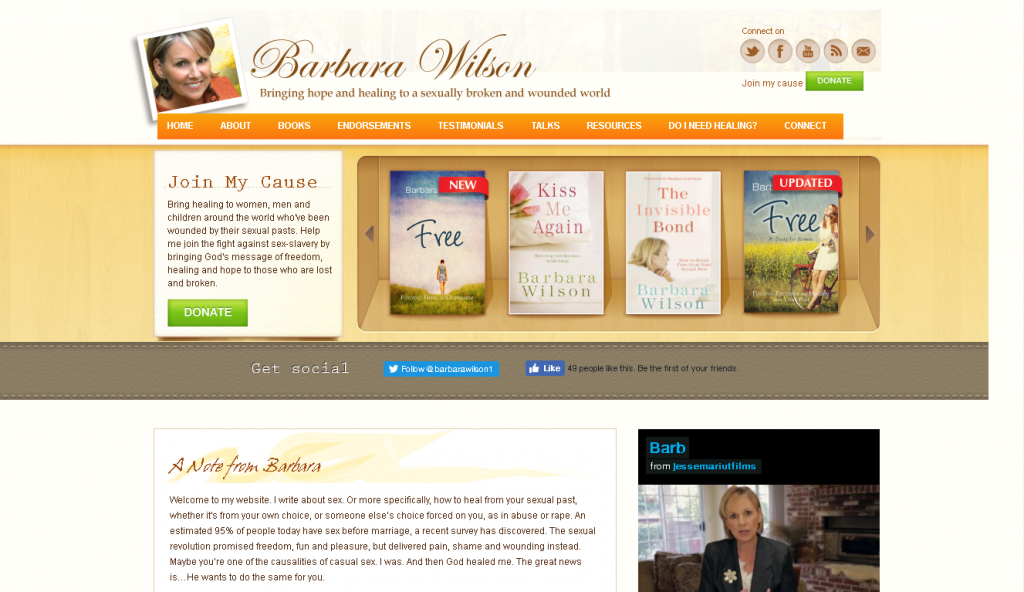 Connect on
Barbara Wilson
Bringing hope and healing to a sexually broken and wounded world
Join my cause DONATE
HOME ABOUT BOOKS ENDORSEMENTS TESTIMONIALS TALKS RESOURCES DO I NEED HEALING? CONNECT
Join My Cause
Bring healing to women, men and
children around the world who've been
wounded by their sexual pasts. Help
me join the fight against sex-slavery by
bringing God's message of freedom,
healing and hope to those who are lost
and broken.
DONATE
Barbara
NEW
Free
Kiss
Me
Again
Barbara
Wilson
The
Invisible
Bond
Barbara
Wilson
Barb
UPDATED
Free
Get social
Follow @barbarawilson1
Like 49 people like this. Be the first of your friends.
A Note from Barbara
Welcome to my website. I write about sex. Or more specifically, how to heal from your sexual past,
whether it's from your own choice, or someone else's choice forced on you, as in abuse or rape. An
estimated 95% of people today have sex before marriage, a recent survey has discovered. The sexual
revolution promised freedom, fun and pleasure, but delivered pain, shame and wounding instead.
Maybe you're one of the causalities of casual sex. I was. And then God healed me. The great news
is…He wants to do the same for you.
Barb
from jessemariutfilms